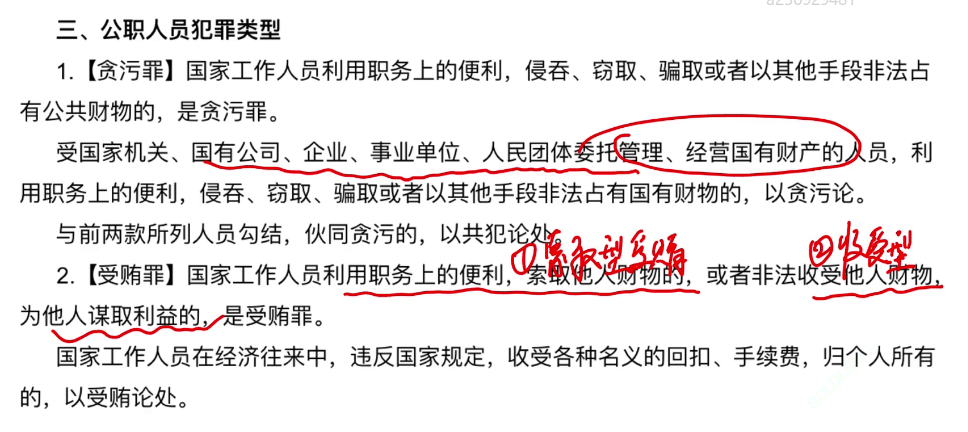 a250929481
三、公职人员犯罪类型
1.【贪污罪】国家工作人员利用职务上的便利，侵吞、窃取、骗取或者以其他手段非法占
有公共财物的，是贪污罪。
受国家机关、国有公司、企业、事业单位、人民团体委托管理、经营国有财产的人员，利
用职务上的便利，侵吞、窃取、骗取或者以其他手段非法占有国有财物的，以贪污论。
与前两款所列人员勾结，伙同贪污的，以共犯论处。
①索取型受贿 ②收受型
2.【受贿罪】国家工作人员利用职务上的便利，索取他人财物的，或者非法收受他人财物，
为他人谋取利益的，是受贿罪。
国家工作人员在经济往来中，违反国家规定，收受各种名义的回扣、手续费，归个人所有
的，以受贿论处。